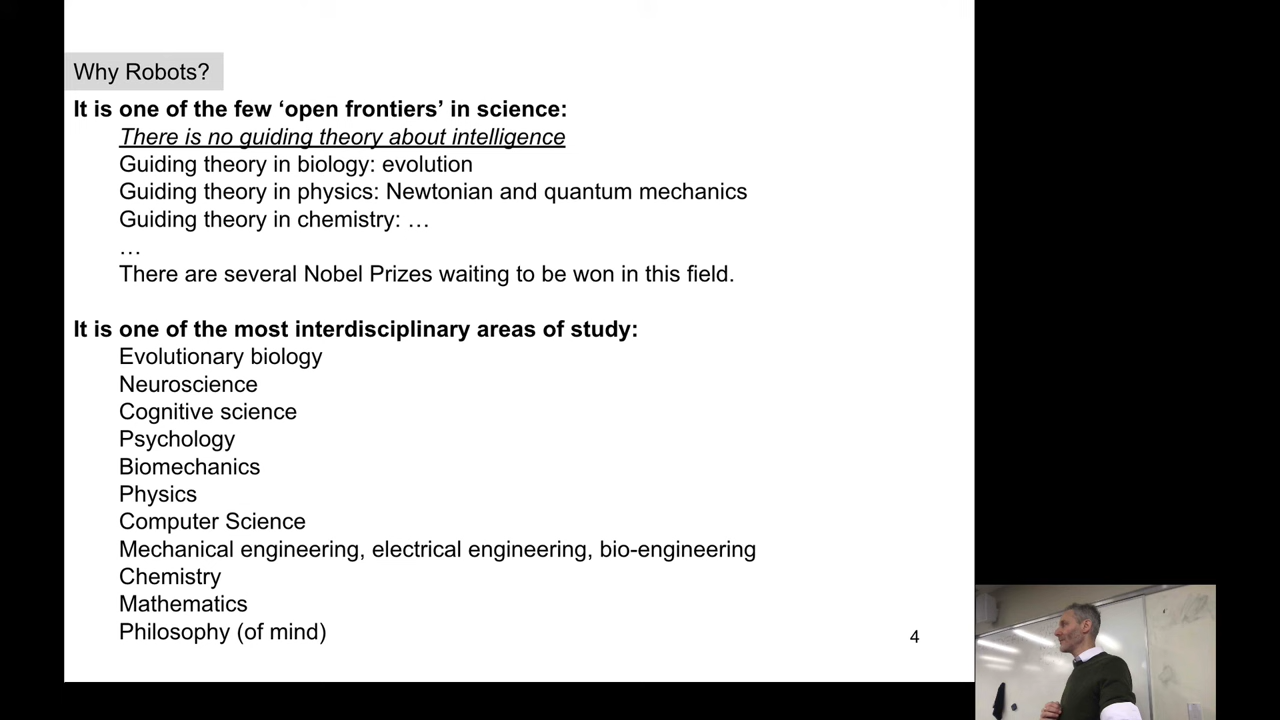 Why Robots?
It is one of the few ‘open frontiers’ in science:
There is no guiding theory about intelligence
Guiding theory in biology: evolution
Guiding theory in physics: Newtonian and quantum mechanics
Guiding theory in chemistry: …
…
There are several Nobel Prizes waiting to be won in this field.
It is one of the most interdisciplinary areas of study:
Evolutionary biology
Neuroscience
Cognitive science
Psychology
Biomechanics
Physics
Computer Science
Mechanical engineering, electrical engineering, bio-engineering
Chemistry
Mathematics
Philosophy (of mind)
4